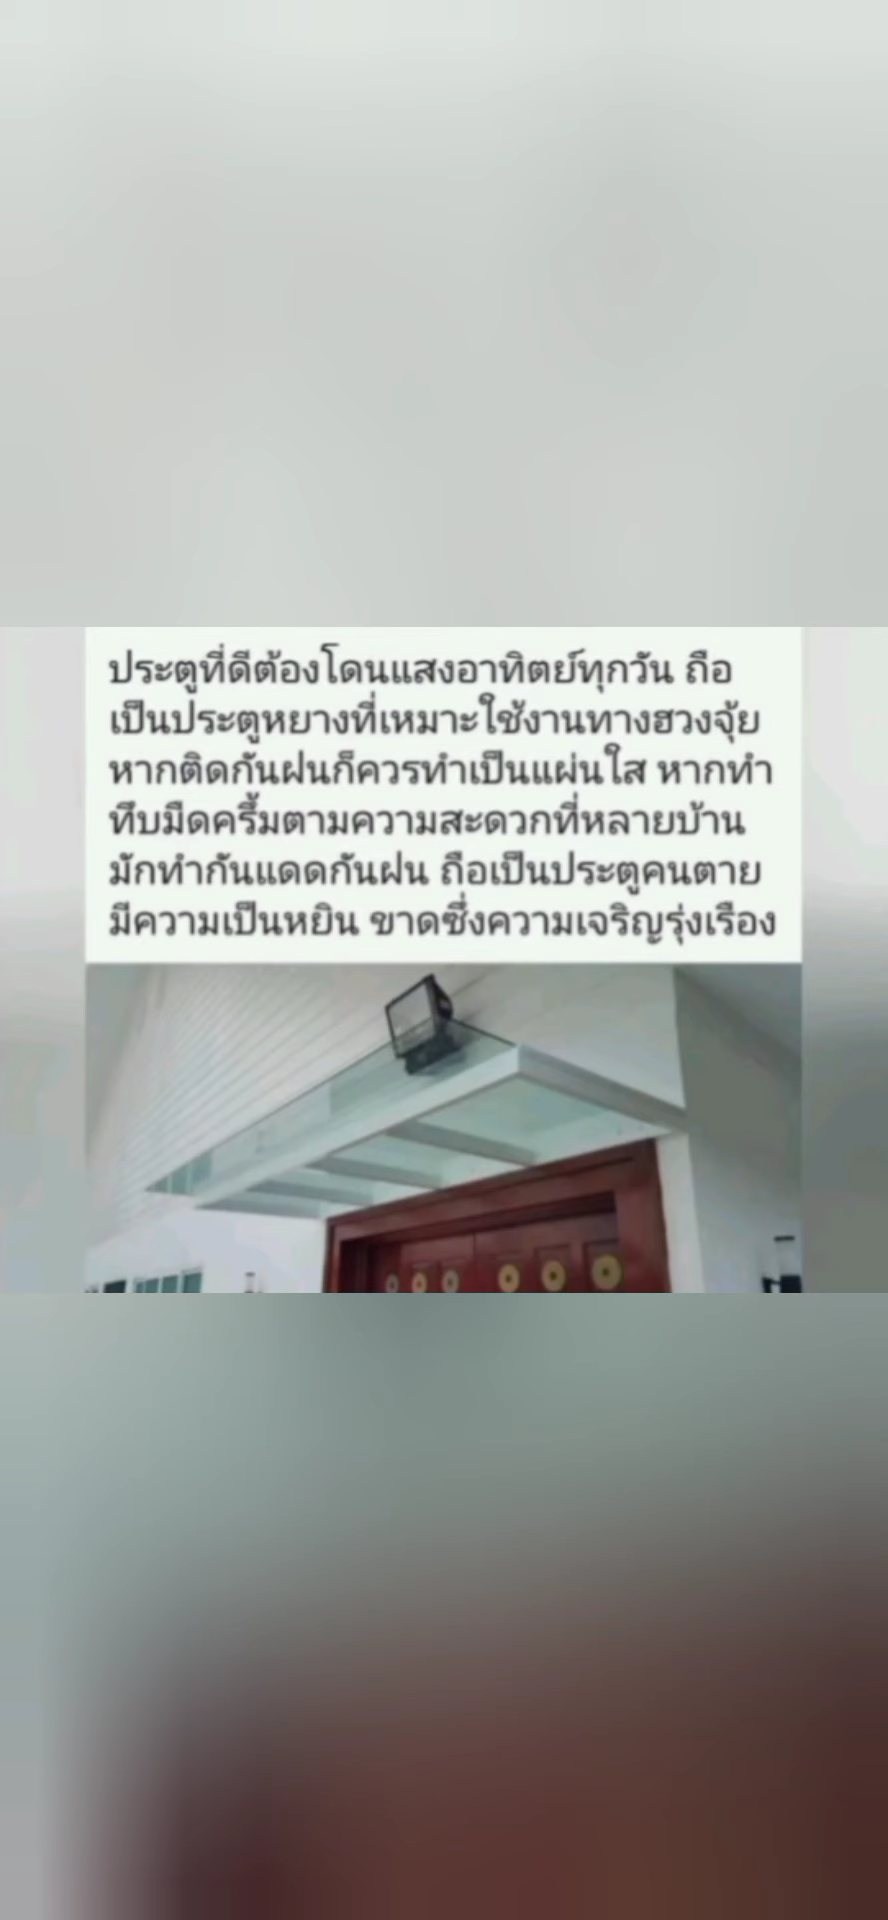 ประตูที่ดีต้องโดนแสงอาทิตย์ทุกวัน ถือ
เป็นประตูหยางที่เหมาะใช้งานทางฮวงจุ้ย
หากติดกันฝนก็ควรทำเป็นแผ่นใส หากทำ
ทึบมืดครึ้มตามความสะดวกที่หลายบ้าน
มักทำกันแดดกันฝน ถือเป็นประตูคนตาย
มีความเป็นหยิน ขาดซึ่งความเจริญรุ่งเรือง